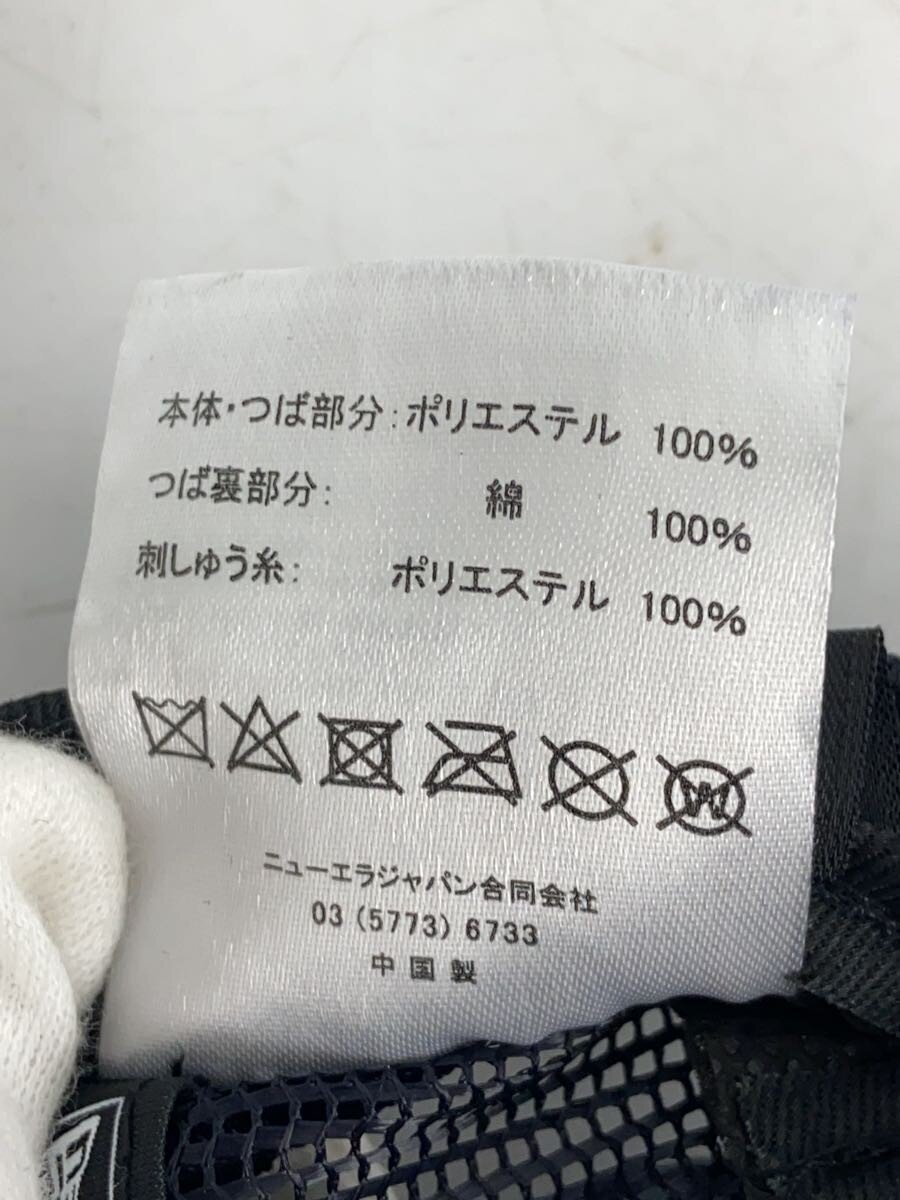 本体・つば部分：ポリエステル 100%
つば裏部分： 綿 100%
刺しゅう糸： ポリエステル 100%
W
ニューエラジャパン合同会社
03 (5773) 6733
中国製